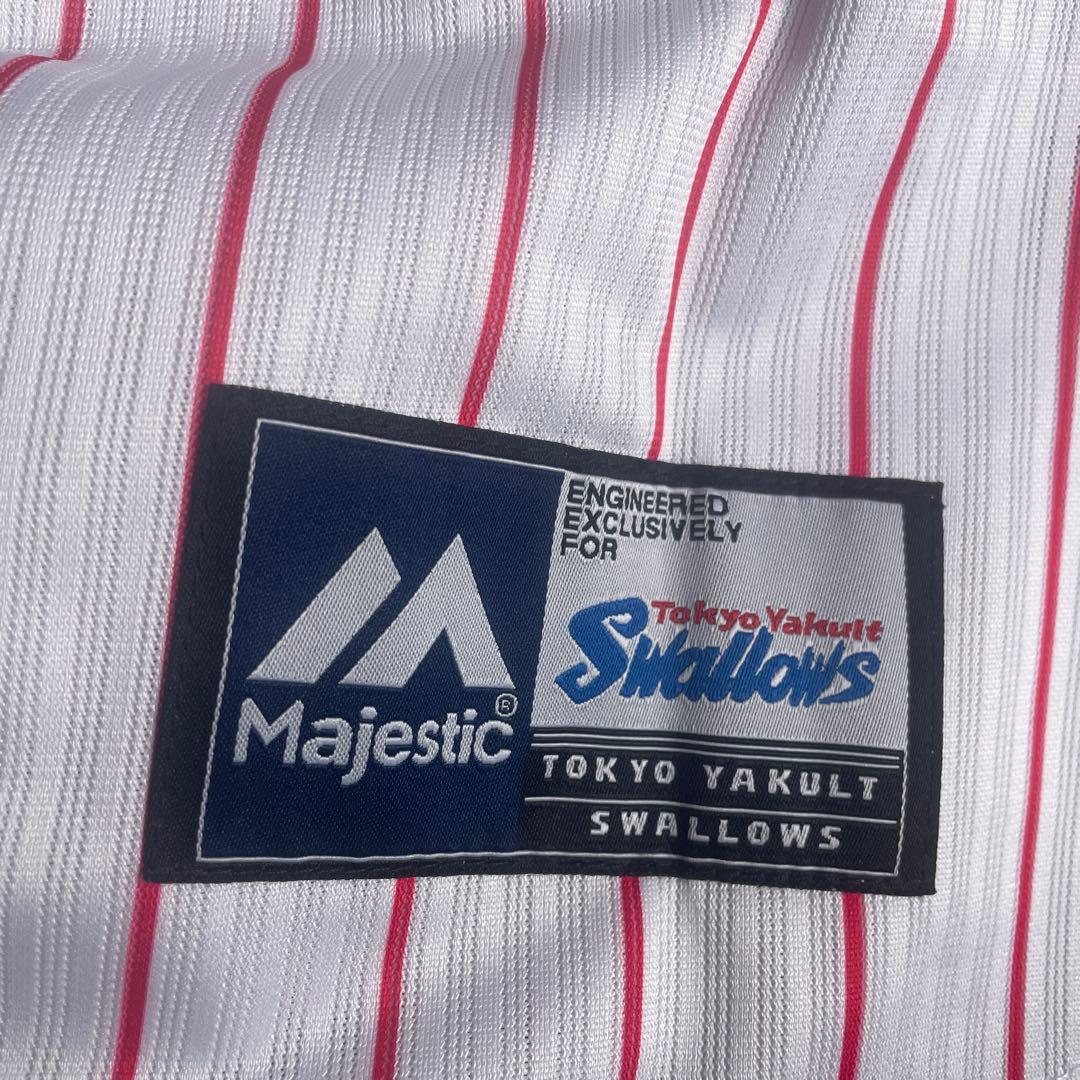 Majestic®
ENGINEERED
EXCLUSIVELY
FOR
Tokyo Yakult
Swallows
TOKYO YAKULT
SWALLOWS